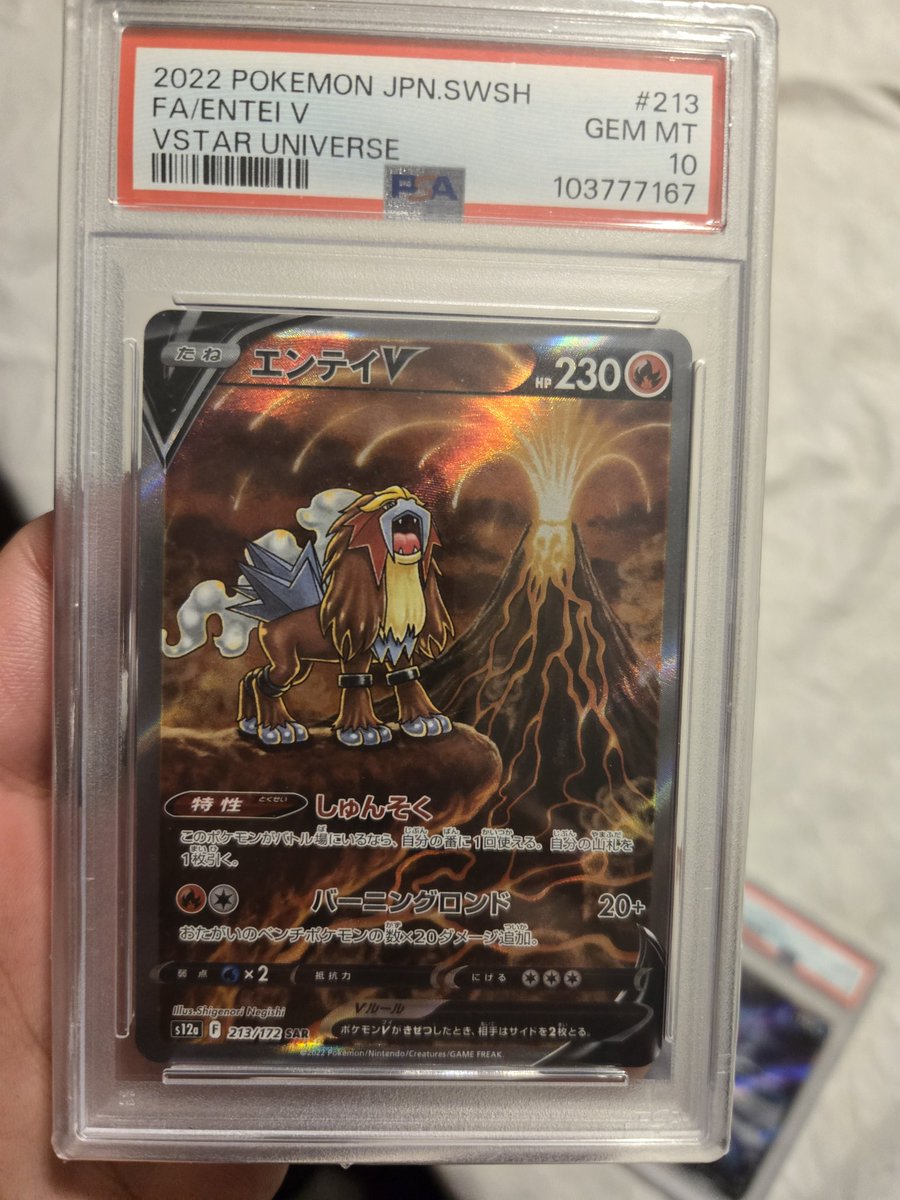 2022 POKEMON JPN.SWSH #213
FA/ENTEI V GEM MT
VSTAR UNIVERSE 10
PSA 103777167
たね エンテイV HP 230
特性 とくせい しゅんそく
このポケモンがバトル場にいるなら、自分の番に1回使える。自分の山札を
1枚引く。
バーニングロンド 20+
おたがいのベンチポケモンの数×20ダメージ追加。
弱点 ×2 抵抗力 にげる
Illus.Shigenori Negishi
Vルール
s12a F 213/172 SAR
ポケモンVがきぜつしたとき、相手はサイドを2枚とる。
©2022 Pokémon/Nintendo/Creatures/GAME FREAK